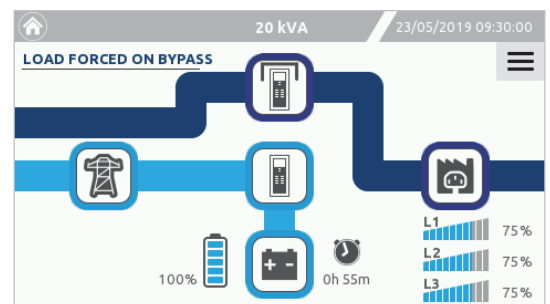 20 kVA
23/05/2019 09:30:00
LOAD FORCED ON BYPASS
L1
75%
L2
75%
100%
0h 55m
L3
75%